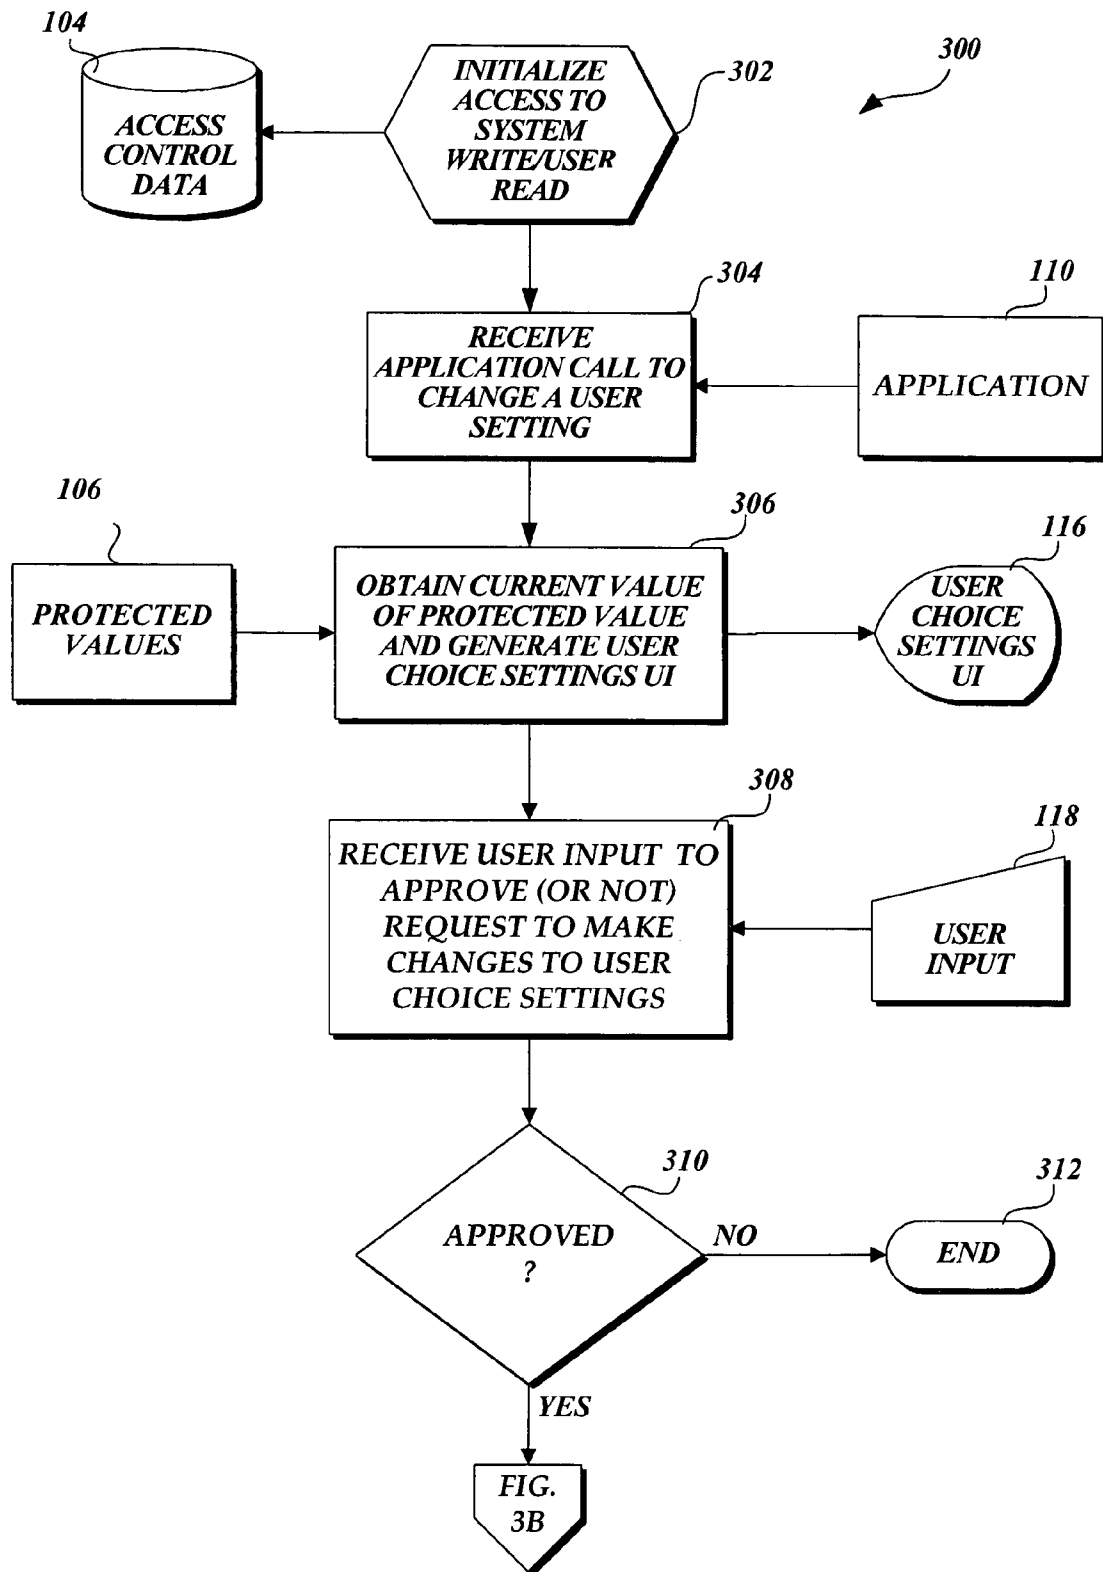 104
ACCESS
CONTROL
DATA
INITIALIZE
ACCESS TO
SYSTEM
WRITE/USER
READ
302
300
304
RECEIVE
APPLICATION CALL TO
CHANGE A USER
SETTING
110
APPLICATION
106
PROTECTED
VALUES
306
OBTAIN CURRENT VALUE
OF PROTECTED VALUE
AND GENERATE USER
CHOICE SETTINGS UI
116
USER
CHOICE
SETTINGS
UI
308
RECEIVE USER INPUT TO
APPROVE (OR NOT)
REQUEST TO MAKE
CHANGES TO USER
CHOICE SETTINGS
118
USER
INPUT
310
APPROVED
?
NO
312
END
YES
FIG.
3B